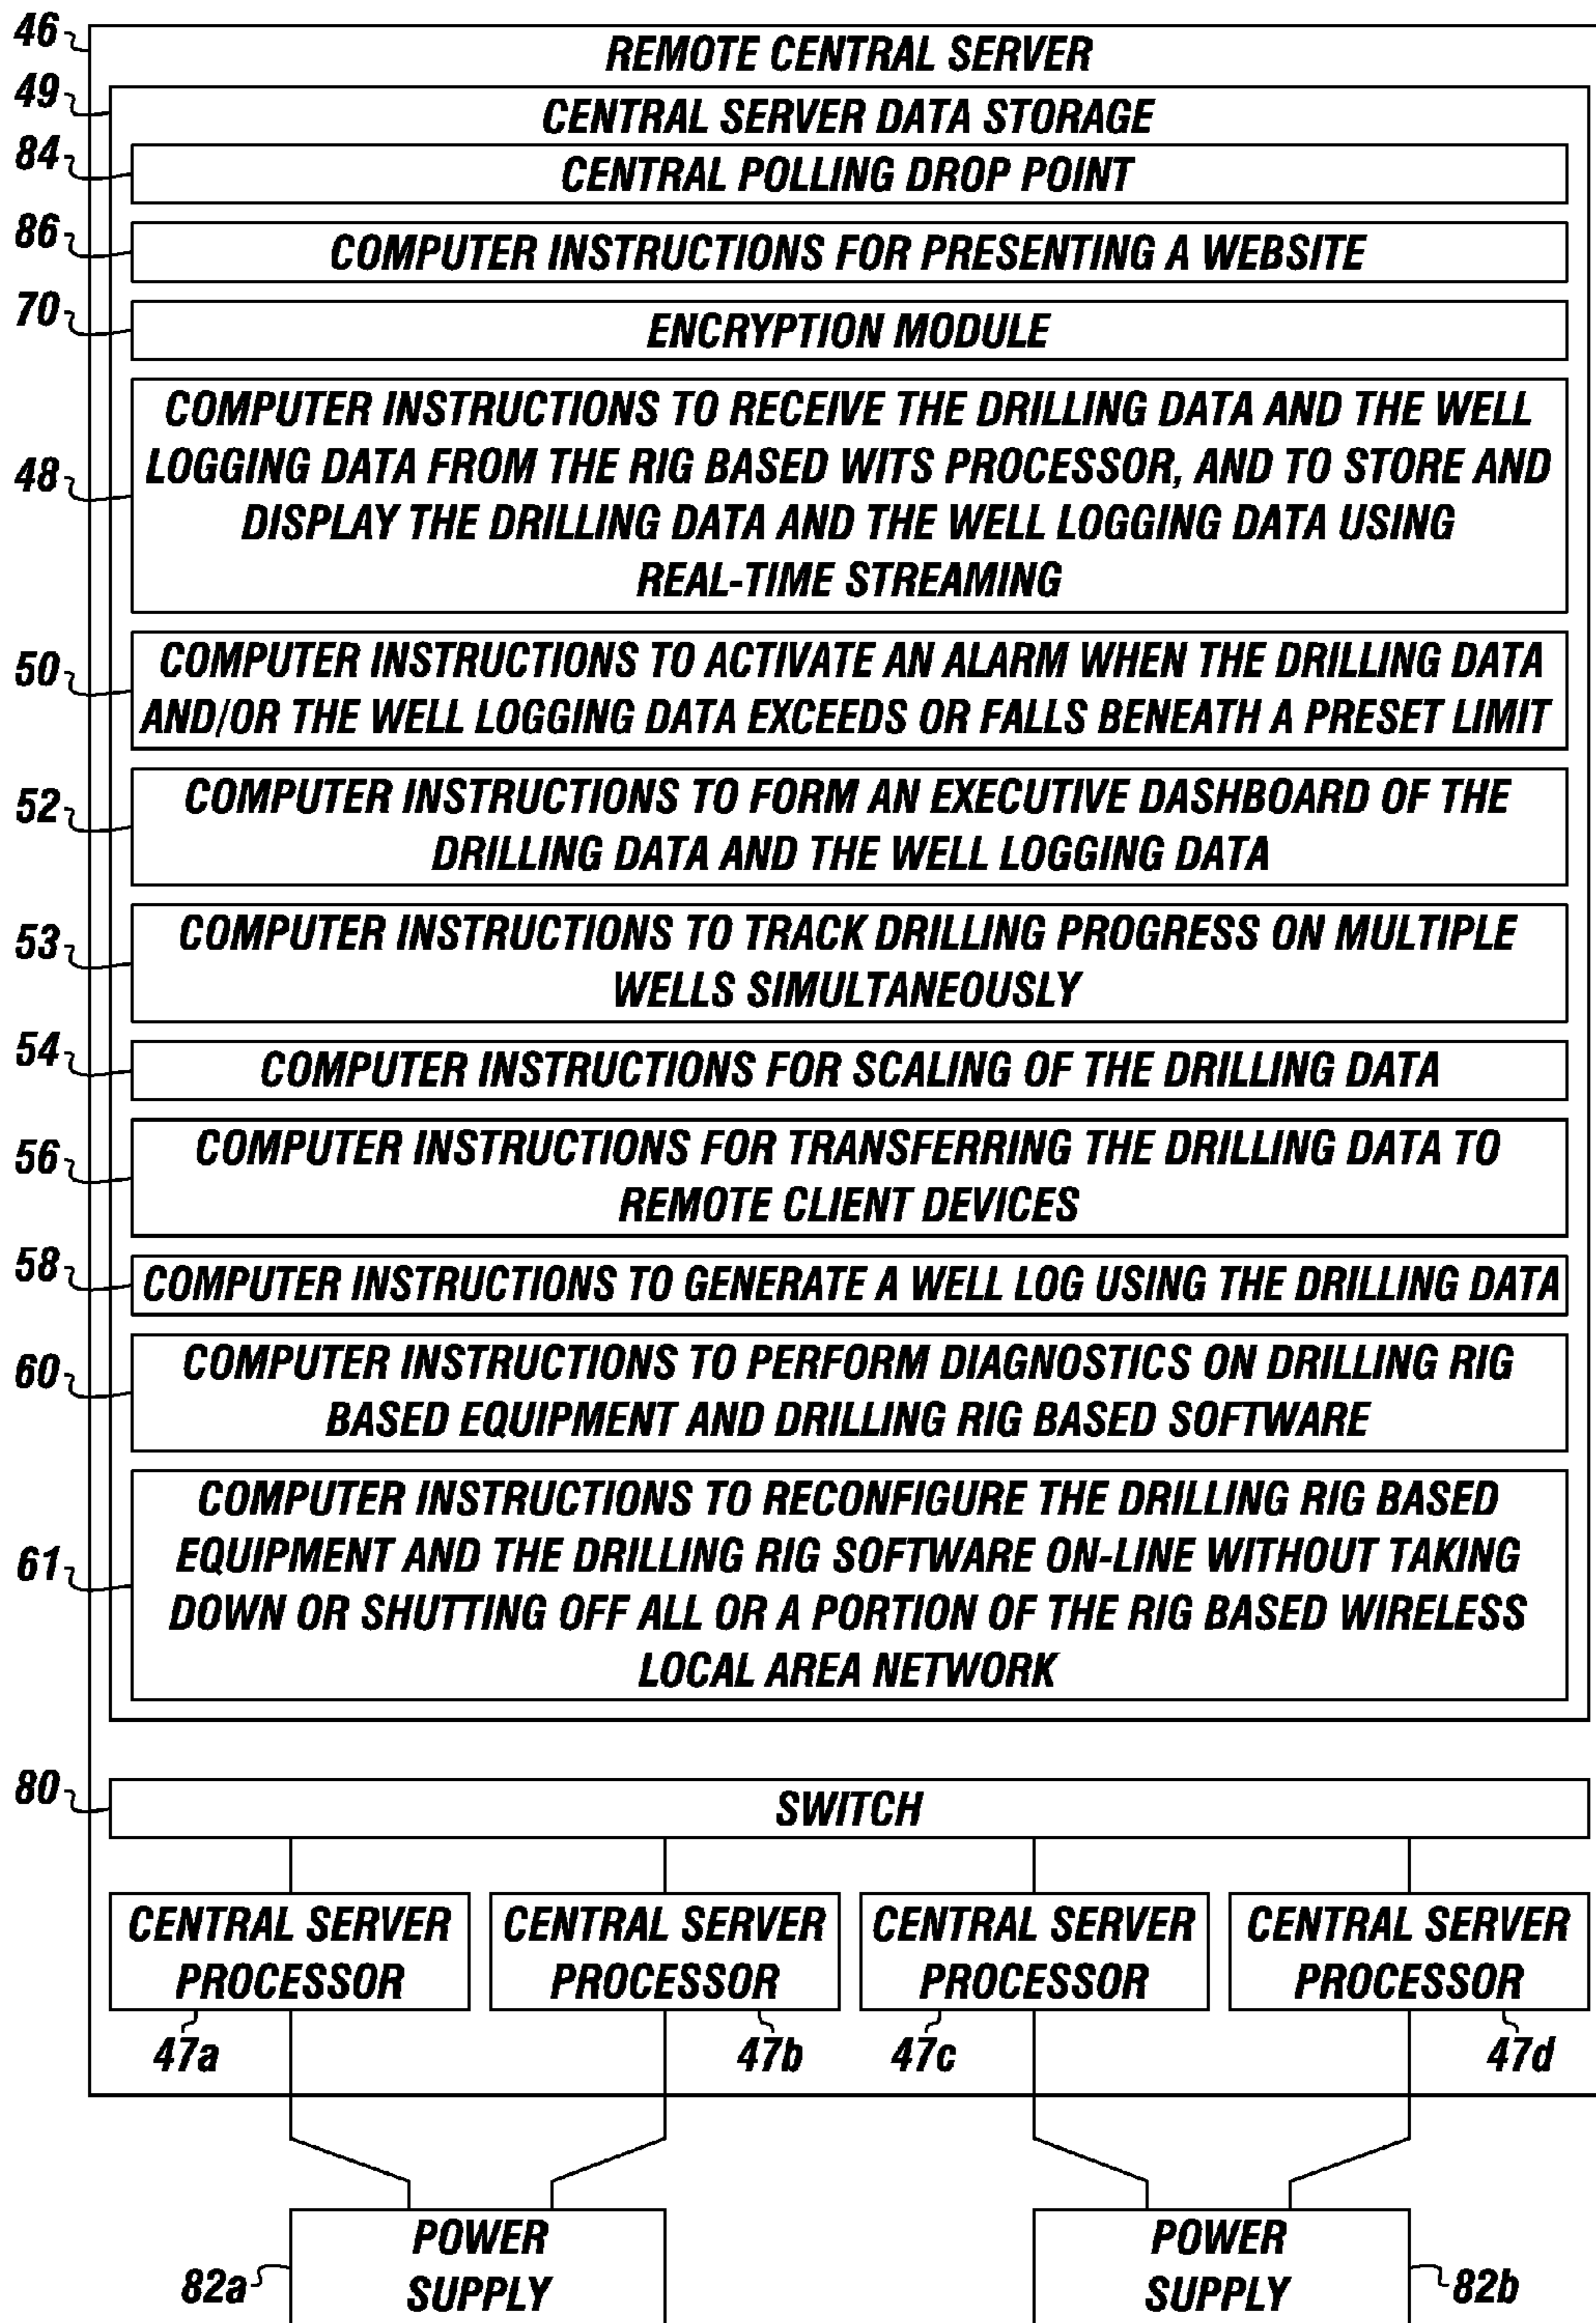 46
REMOTE CENTRAL SERVER
49
CENTRAL SERVER DATA STORAGE
84
CENTRAL POLLING DROP POINT
86
COMPUTER INSTRUCTIONS FOR PRESENTING A WEBSITE
70
ENCRYPTION MODULE
48
COMPUTER INSTRUCTIONS TO RECEIVE THE DRILLING DATA AND THE WELL
LOGGING DATA FROM THE RIG BASED WITS PROCESSOR, AND TO STORE AND
DISPLAY THE DRILLING DATA AND THE WELL LOGGING DATA USING
REAL-TIME STREAMING
50
COMPUTER INSTRUCTIONS TO ACTIVATE AN ALARM WHEN THE DRILLING DATA
AND/OR THE WELL LOGGING DATA EXCEEDS OR FALLS BENEATH A PRESET LIMIT
52
COMPUTER INSTRUCTIONS TO FORM AN EXECUTIVE DASHBOARD OF THE
DRILLING DATA AND THE WELL LOGGING DATA
53
COMPUTER INSTRUCTIONS TO TRACK DRILLING PROGRESS ON MULTIPLE
WELLS SIMULTANEOUSLY
54
COMPUTER INSTRUCTIONS FOR SCALING OF THE DRILLING DATA
56
COMPUTER INSTRUCTIONS FOR TRANSFERRING THE DRILLING DATA TO
REMOTE CLIENT DEVICES
58
COMPUTER INSTRUCTIONS TO GENERATE A WELL LOG USING THE DRILLING DATA
60
COMPUTER INSTRUCTIONS TO PERFORM DIAGNOSTICS ON DRILLING RIG
BASED EQUIPMENT AND DRILLING RIG BASED SOFTWARE
61
COMPUTER INSTRUCTIONS TO RECONFIGURE THE DRILLING RIG BASED
EQUIPMENT AND THE DRILLING RIG SOFTWARE ON-LINE WITHOUT TAKING
DOWN OR SHUTTING OFF ALL OR A PORTION OF THE RIG BASED WIRELESS
LOCAL AREA NETWORK
80
SWITCH
CENTRAL SERVER
PROCESSOR
47a
CENTRAL SERVER
PROCESSOR
47b
CENTRAL SERVER
PROCESSOR
47c
CENTRAL SERVER
PROCESSOR
47d
POWER
SUPPLY
82a
POWER
SUPPLY
82b